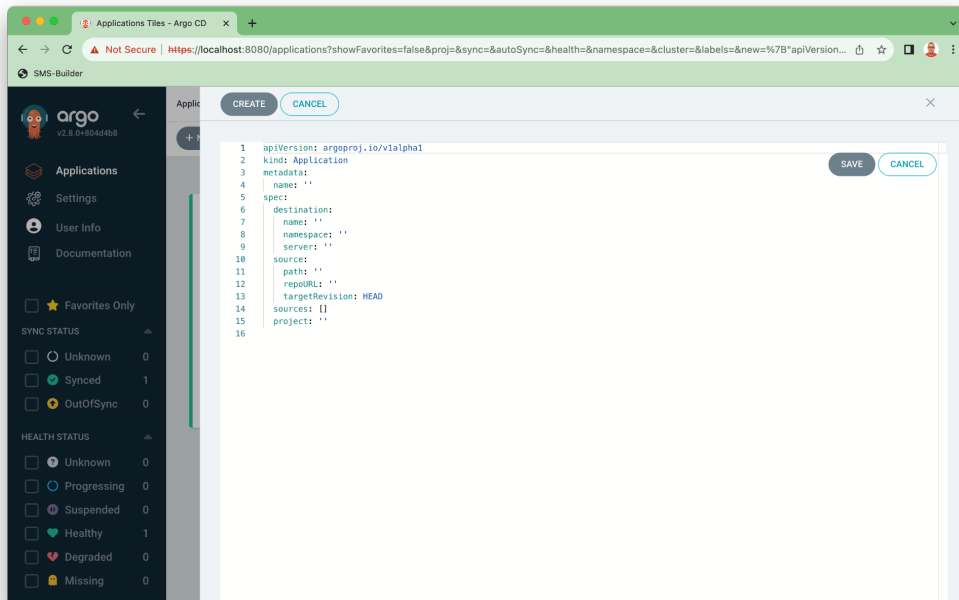 Applications Tiles - Argo CD
Not Secure | https://localhost:8080/applications?showFavorites=false&proj=&sync=&autoSync=&health=&namespace=&cluster=&labels=&new=%7B"apiVersion...
SMS-Builder
argo
v2.8.0+804d4b8
Applications
Settings
User Info
Documentation
Favorites Only
SYNC STATUS
Unknown 0
Synced 1
OutOfSync 0
HEALTH STATUS
Unknown 0
Progressing 0
Suspended 0
Healthy 1
Degraded 0
Missing 0
Applic
+ N
CREATE CANCEL
SAVE CANCEL
1 apiVersion: argoproj.io/v1alpha1
2 kind: Application
3 metadata:
4 name: ''
5 spec:
6 destination:
7 name: ''
8 namespace: ''
9 server: ''
10 source:
11 path: ''
12 repoURL: ''
13 targetRevision: HEAD
14 sources: []
15 project: ''
16